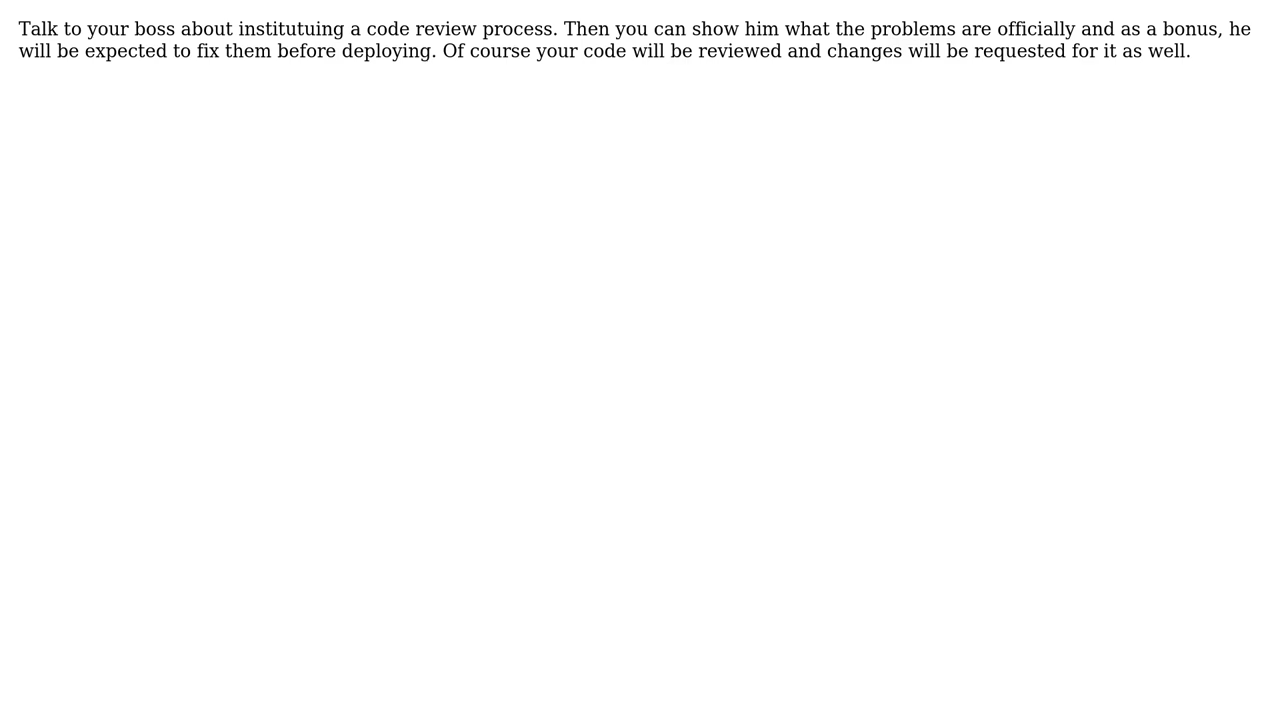 Talk to your boss about institutuing a code review process. Then you can show him what the problems are officially and as a bonus, he
will be expected to fix them before deploying. Of course your code will be reviewed and changes will be requested for it as well.